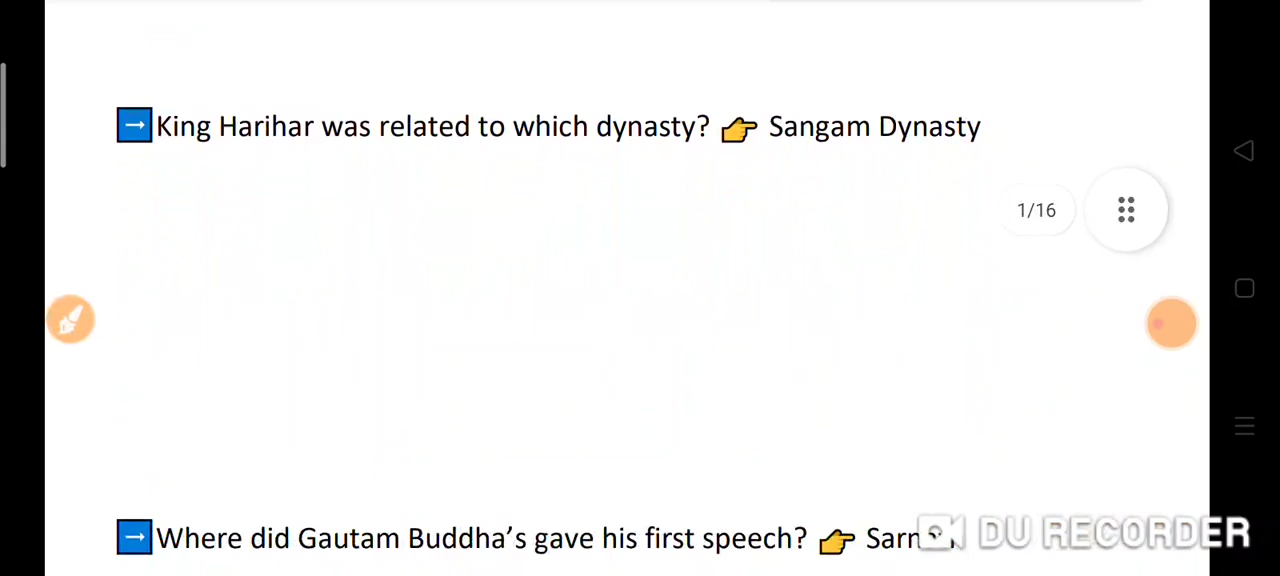 ➡King Harihar was related to which dynasty? 👉 Sangam Dynasty
1/16
➡Where did Gautam Buddha’s gave his first speech? 👉
DU RECORDER